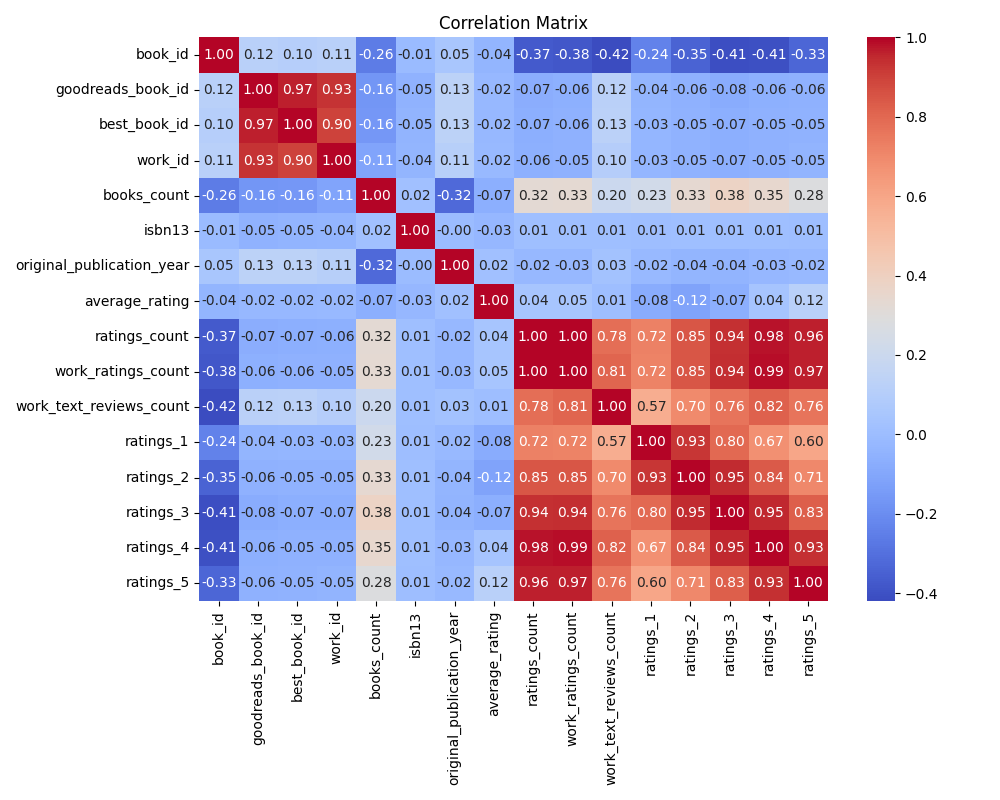 Correlation Matrix
book_id 1.00 0.12 0.10 0.11 -0.26 -0.01 0.05 -0.04 -0.37 -0.38 -0.42 -0.24 -0.35 -0.41 -0.41 -0.33
goodreads_book_id 0.12 1.00 0.97 0.93 -0.16 -0.05 0.13 -0.02 -0.07 -0.06 0.12 -0.04 -0.06 -0.08 -0.06 -0.06
best_book_id 0.10 0.97 1.00 0.90 -0.16 -0.05 0.13 -0.02 -0.07 -0.06 0.13 -0.03 -0.05 -0.07 -0.05 -0.05
work_id 0.11 0.93 0.90 1.00 -0.11 -0.04 0.11 -0.02 -0.06 -0.05 0.10 -0.03 -0.05 -0.07 -0.05 -0.05
books_count -0.26 -0.16 -0.16 -0.11 1.00 0.02 -0.32 -0.07 0.32 0.33 0.20 0.23 0.33 0.38 0.35 0.28
isbn13 -0.01 -0.05 -0.05 -0.04 0.02 1.00 -0.00 -0.03 0.01 0.01 0.01 0.01 0.01 0.01 0.01 0.01
original_publication_year 0.05 0.13 0.13 0.11 -0.32 -0.00 1.00 0.02 -0.02 -0.03 0.03 -0.02 -0.04 -0.04 -0.03 -0.02
average_rating -0.04 -0.02 -0.02 -0.02 -0.07 -0.03 0.02 1.00 0.04 0.05 0.01 -0.08 -0.12 -0.07 0.04 0.12
ratings_count -0.37 -0.07 -0.07 -0.06 0.32 0.01 -0.02 0.04 1.00 1.00 0.78 0.72 0.85 0.94 0.98 0.96
work_ratings_count -0.38 -0.06 -0.06 -0.05 0.33 0.01 -0.03 0.05 1.00 1.00 0.81 0.72 0.85 0.94 0.99 0.97
work_text_reviews_count -0.42 0.12 0.13 0.10 0.20 0.01 0.03 0.01 0.78 0.81 1.00 0.57 0.70 0.76 0.82 0.76
ratings_1 -0.24 -0.04 -0.03 -0.03 0.23 0.01 -0.02 -0.08 0.72 0.72 0.57 1.00 0.93 0.80 0.67 0.60
ratings_2 -0.35 -0.06 -0.05 -0.05 0.33 0.01 -0.04 -0.12 0.85 0.85 0.70 0.93 1.00 0.95 0.84 0.71
ratings_3 -0.41 -0.08 -0.07 -0.07 0.38 0.01 -0.04 -0.07 0.94 0.94 0.76 0.80 0.95 1.00 0.95 0.83
ratings_4 -0.41 -0.06 -0.05 -0.05 0.35 0.01 -0.03 0.04 0.98 0.99 0.82 0.67 0.84 0.95 1.00 0.93
ratings_5 -0.33 -0.06 -0.05 -0.05 0.28 0.01 -0.02 0.12 0.96 0.97 0.76 0.60 0.71 0.83 0.93 1.00
book_id
goodreads_book_id
best_book_id
work_id
books_count
isbn13
original_publication_year
average_rating
ratings_count
work_ratings_count
work_text_reviews_count
ratings_1
ratings_2
ratings_3
ratings_4
ratings_5
1.0
0.8
0.6
0.4
0.2
0.0
−0.2
−0.4